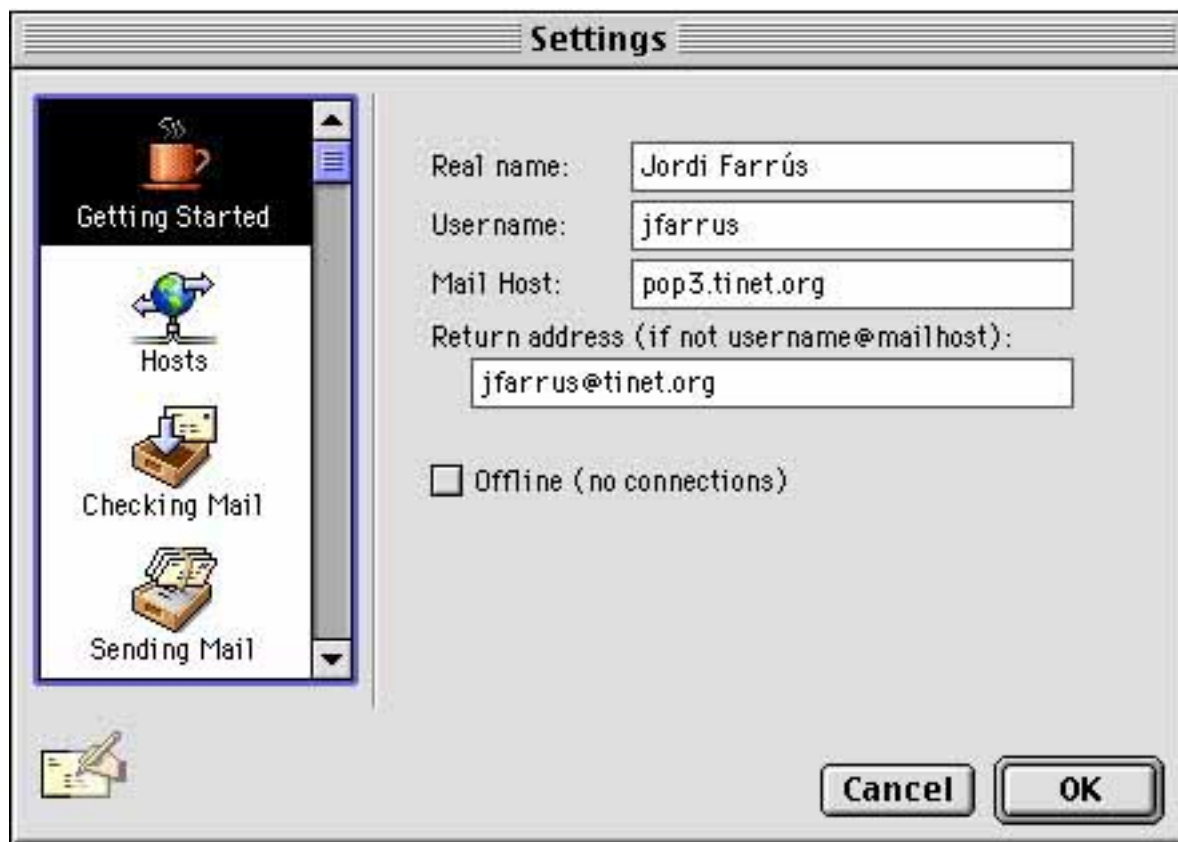 Settings
Getting Started
Hosts
Checking Mail
Sending Mail
Real name: Jordi Farrús
Username: jfarrus
Mail Host: pop3.tinet.org
Return address (if not username@mailhost):
jfarrus@tinet.org
Offline (no connections)
Cancel OK